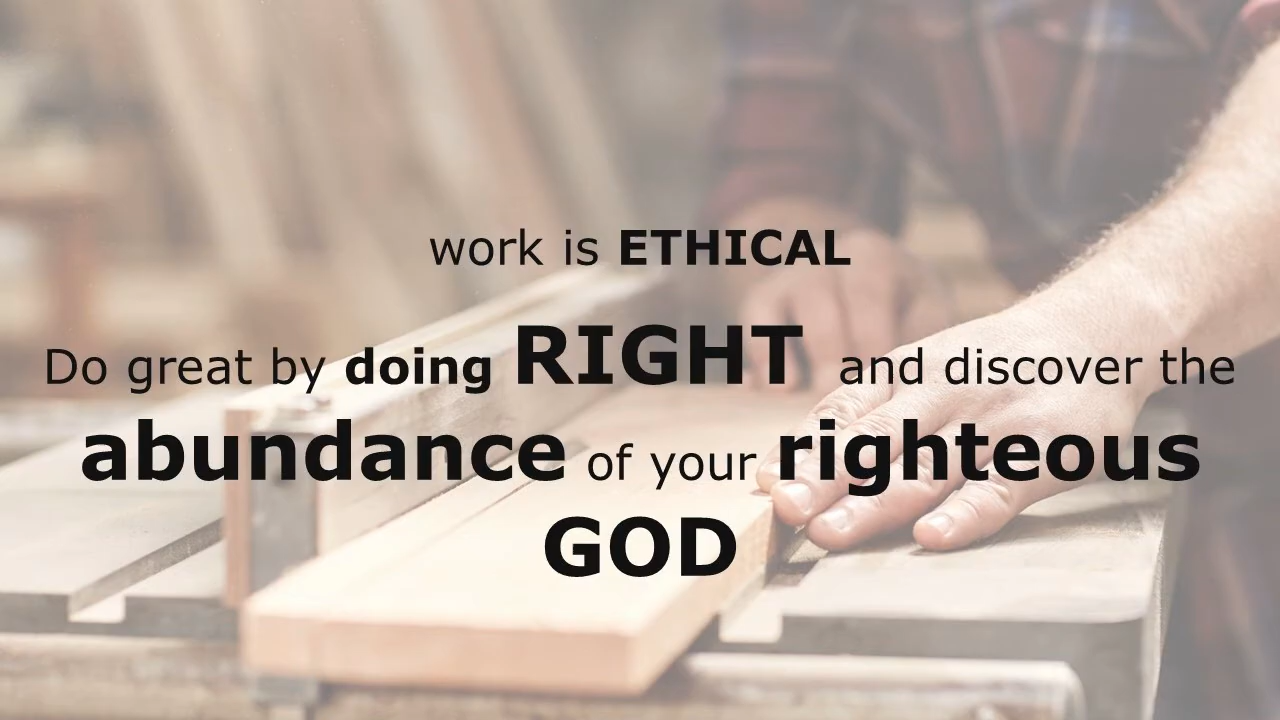 work is ETHICAL
Do great by doing RIGHT and discover the
abundance of your righteous
GOD